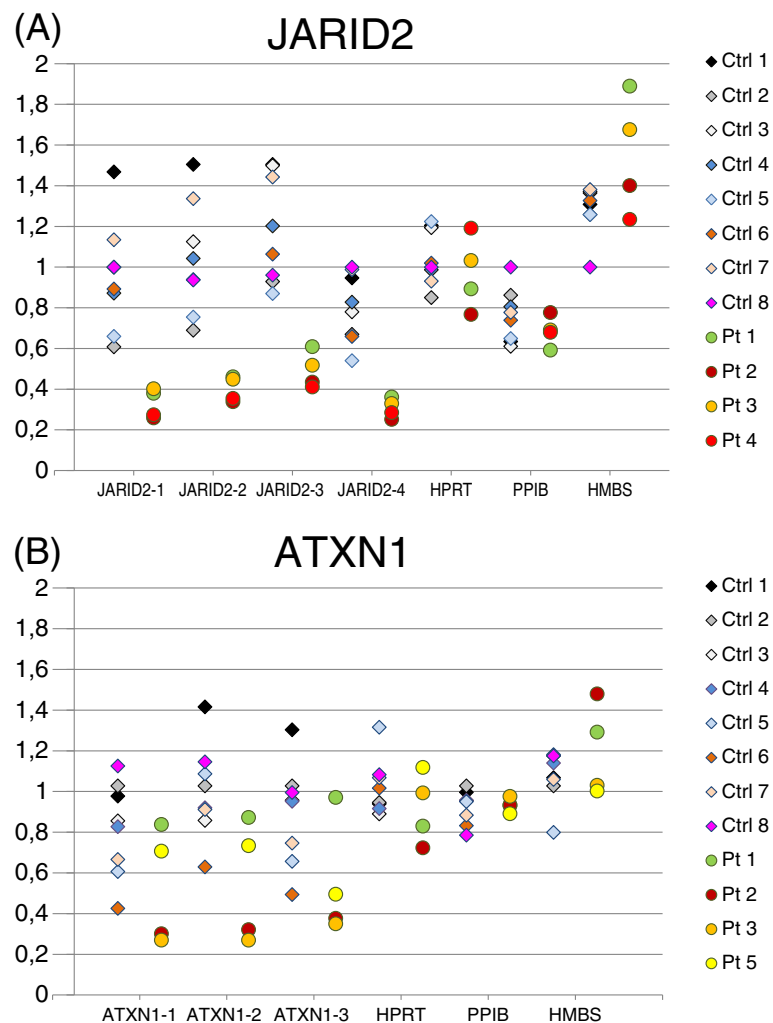 (A)
JARID2
2
1,8
1,6
1,4
1,2
1
0,8
0,6
0,4
0,2
0
JARID2-1 JARID2-2 JARID2-3 JARID2-4 HPRT PPIB HMBS
Ctrl 1
Ctrl 2
Ctrl 3
Ctrl 4
Ctrl 5
Ctrl 6
Ctrl 7
Ctrl 8
Pt 1
Pt 2
Pt 3
Pt 4
(B)
ATXN1
2
1,8
1,6
1,4
1,2
1
0,8
0,6
0,4
0,2
0
ATXN1-1 ATXN1-2 ATXN1-3 HPRT PPIB HMBS
Ctrl 1
Ctrl 2
Ctrl 3
Ctrl 4
Ctrl 5
Ctrl 6
Ctrl 7
Ctrl 8
Pt 1
Pt 2
Pt 3
Pt 5